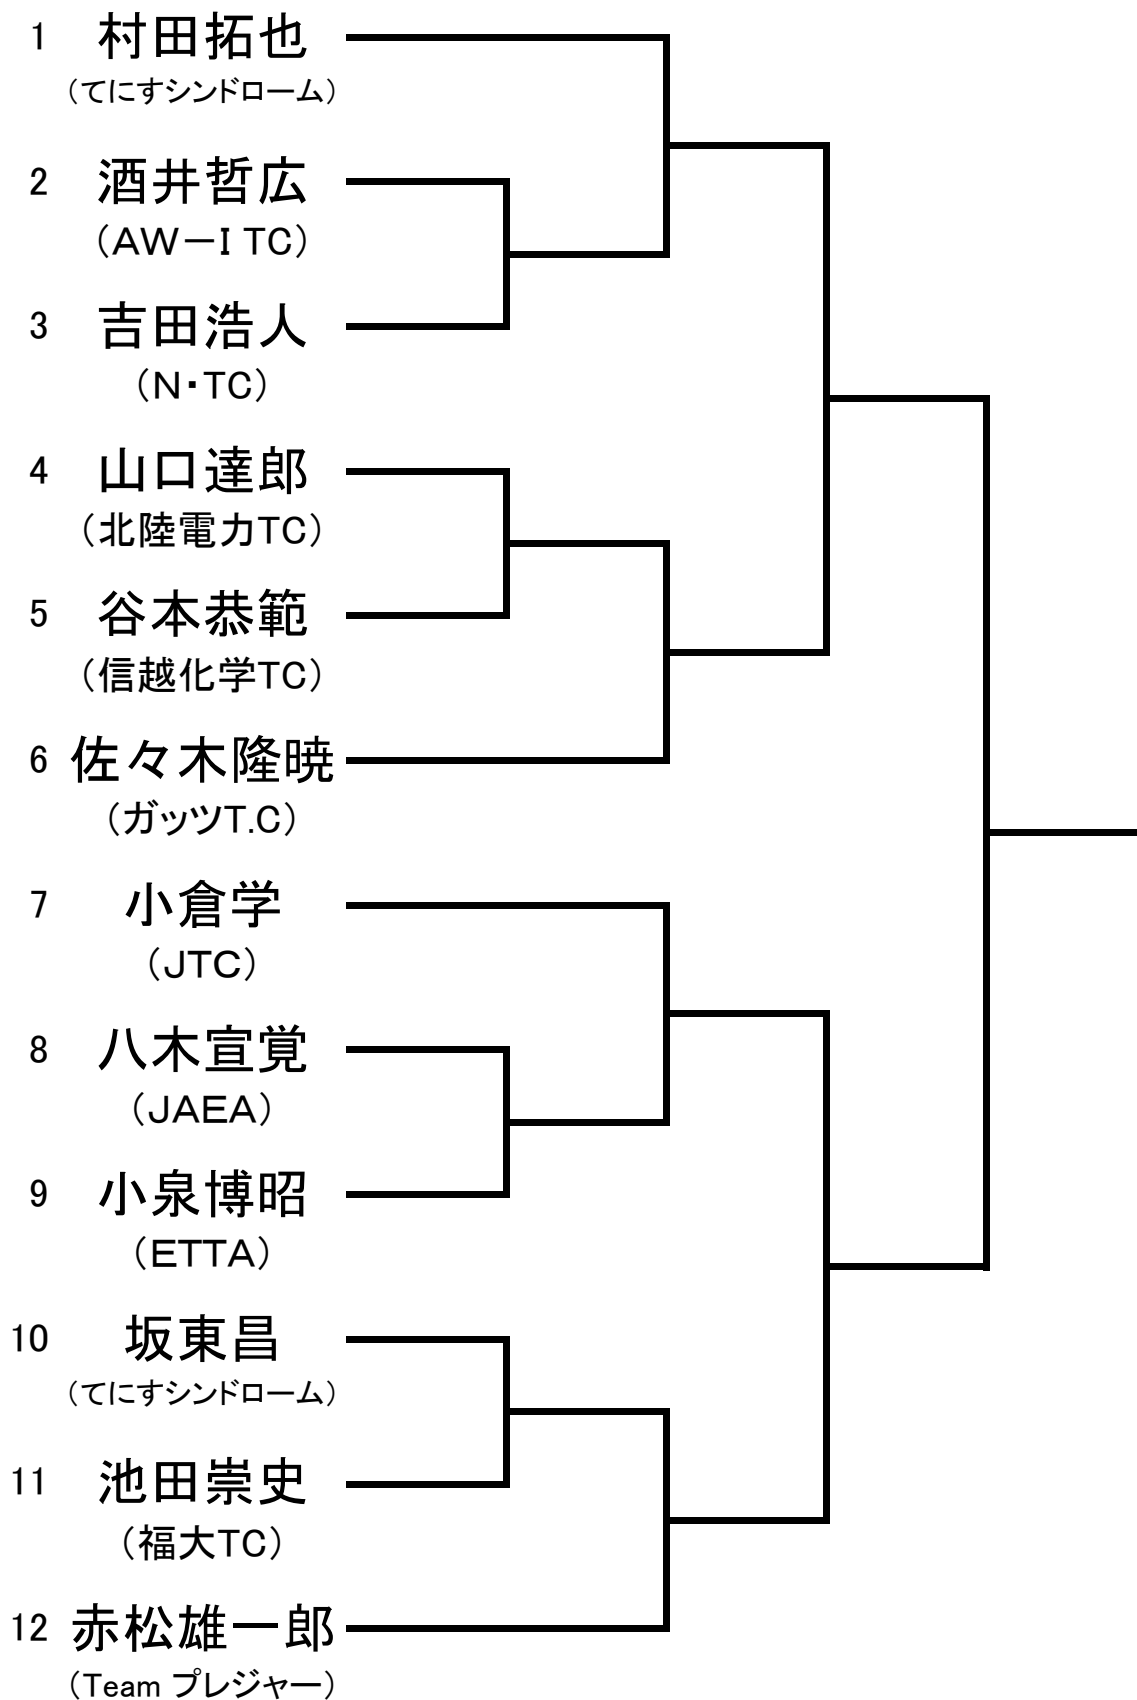 1 村田拓也
（てにすシンドローム）
2 酒井哲広
（AW－I TC）
3 吉田浩人
（N・TC）
4 山口達郎
（北陸電力TC）
5 谷本恭範
（信越化学TC）
6 佐々木隆暁
（ガッツT.C）
7 小倉学
（JTC）
8 八木宣覚
（JAEA）
9 小泉博昭
（ETTA）
10 坂東昌
（てにすシンドローム）
11 池田崇史
（福大TC）
12 赤松雄一郎
（Team プレジャー）